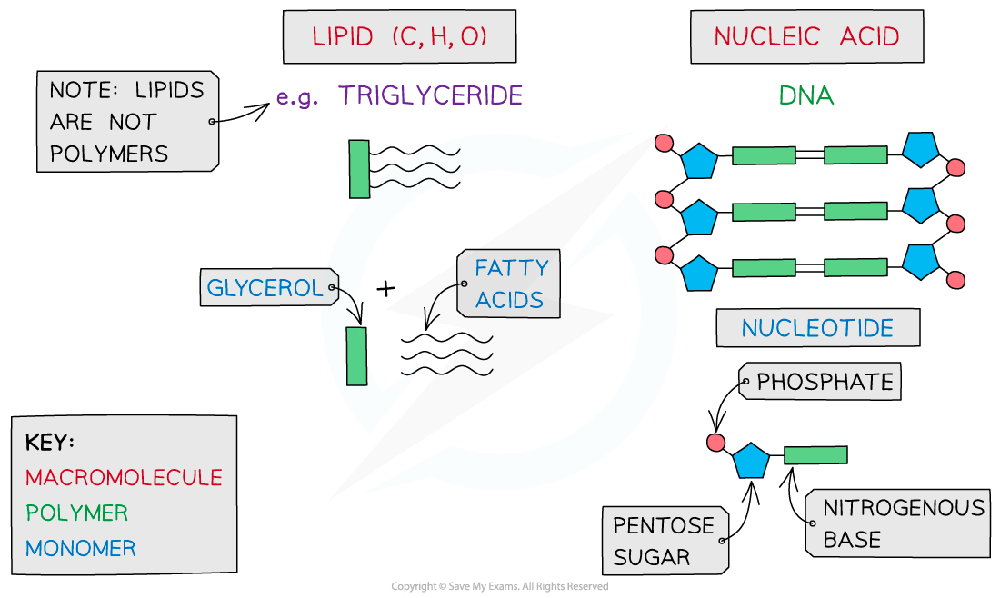 LIPID (C, H, O)
NUCLEIC ACID
NOTE: LIPIDS
ARE NOT
POLYMERS
e.g. TRIGLYCERIDE
DNA
GLYCEROL
+
FATTY
ACIDS
NUCLEOTIDE
PHOSPHATE
KEY:
MACROMOLECULE
POLYMER
MONOMER
PENTOSE
SUGAR
NITROGENOUS
BASE
Copyright © Save My Exams. All Rights Reserved